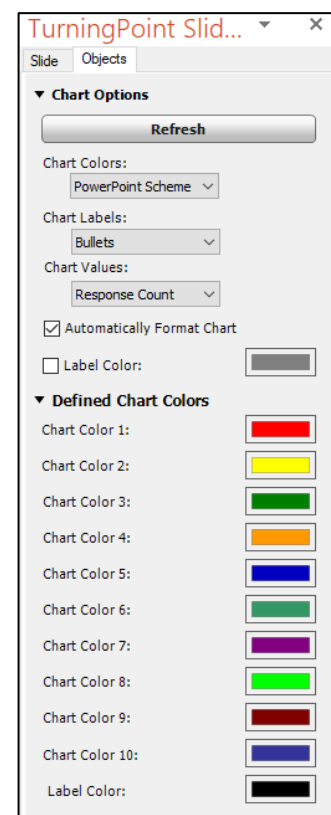 TurningPoint Slid...
Slide Objects
Chart Options
Refresh
Chart Colors:
PowerPoint Scheme
Chart Labels:
Bullets
Chart Values:
Response Count
Automatically Format Chart
Label Color:
Defined Chart Colors
Chart Color 1:
Chart Color 2:
Chart Color 3:
Chart Color 4:
Chart Color 5:
Chart Color 6:
Chart Color 7:
Chart Color 8:
Chart Color 9:
Chart Color 10:
Label Color: